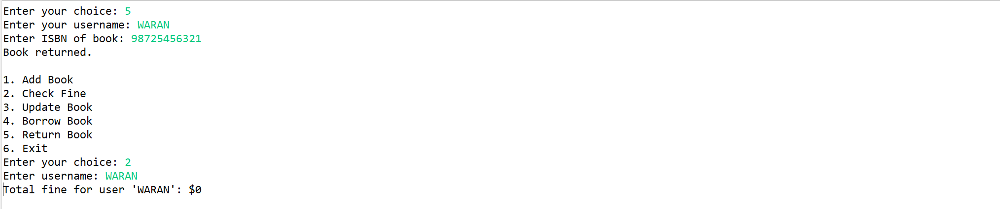 Enter your choice: 5
Enter your username: WARAN
Enter ISBN of book: 98725456321
Book returned.

1. Add Book
2. Check Fine
3. Update Book
4. Borrow Book
5. Return Book
6. Exit
Enter your choice: 2
Enter username: WARAN
Total fine for user 'WARAN': $0